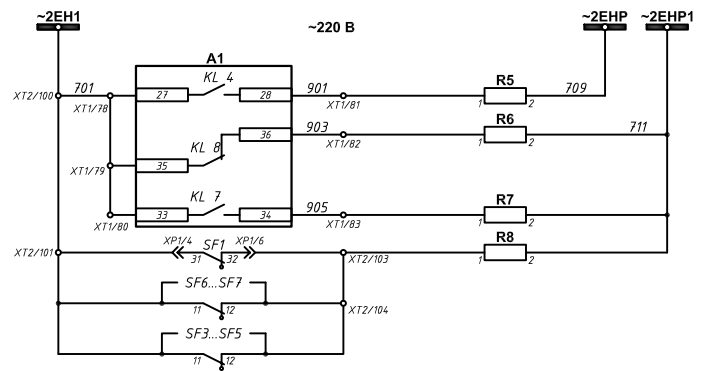 ~2EH1 ~220 В ~2EHP ~2EHP1
A1
KL 4
R5
701 901 709
XT2/100 XT1/78 27 28 XT1/81 1 2
R6
903 711
36 XT1/82 1 2
KL 8
XT1/79 35
KL 7
R7
905
XT1/80 33 34 XT1/83 1 2
XP1/4 SF1 XP1/6 R8
XT2/101 31 32 XT2/103 1 2
SF6...SF7
11 12 XT2/104
SF3...SF5
11 12